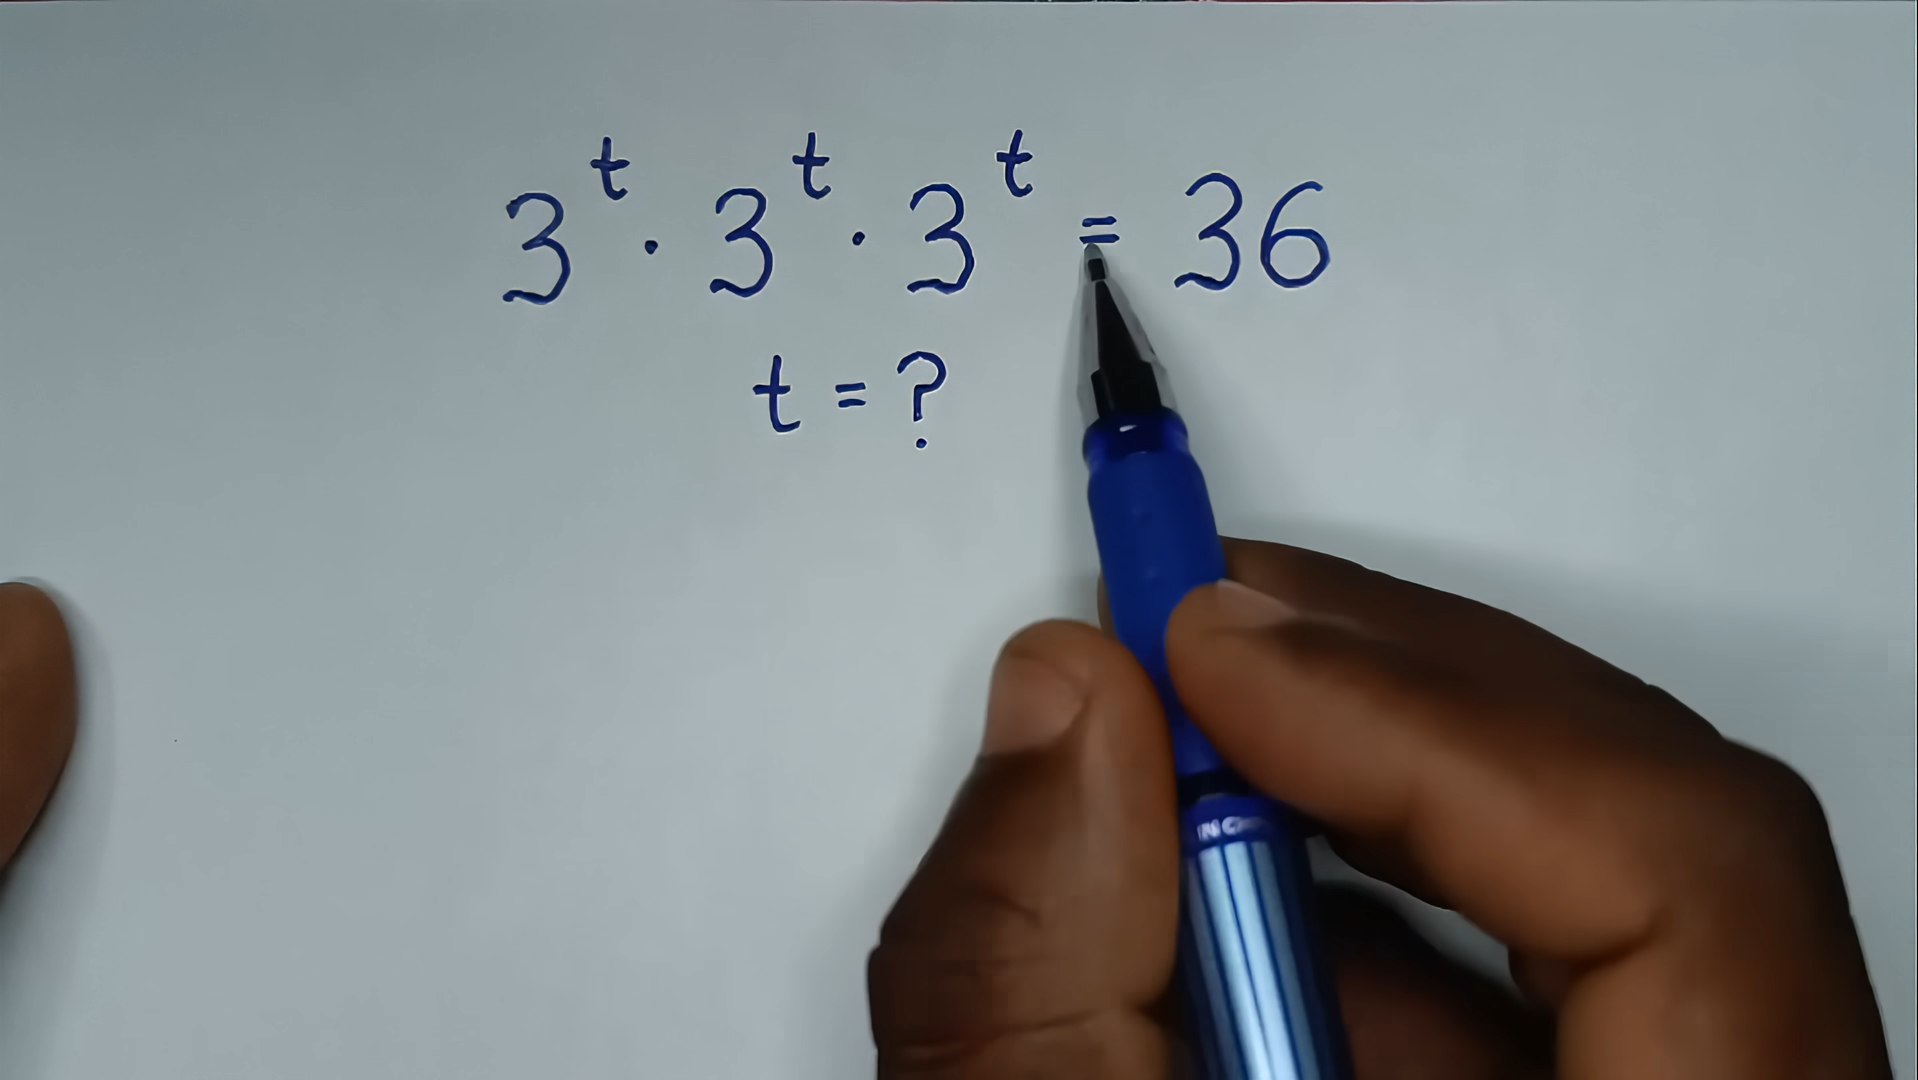 3^t · 3^t · 3^t = 36
t = ?